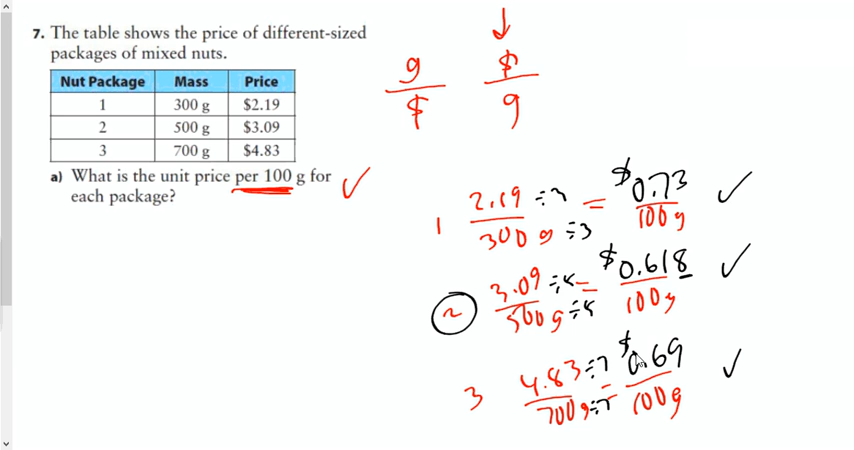 7. The table shows the price of different-sized
packages of mixed nuts.
Nut Package Mass Price
1 300 g $2.19
2 500 g $3.09
3 700 g $4.83
a) What is the unit price per 100 g for
each package?
g/$ $/g
1 2.19 ÷3 / 300 g ÷3 = $0.73 / 100 g
2 3.09 ÷5 / 500 g ÷5 = $0.618 / 100 g
3 4.83 ÷7 / 700 g ÷7 = $0.69 / 100 g